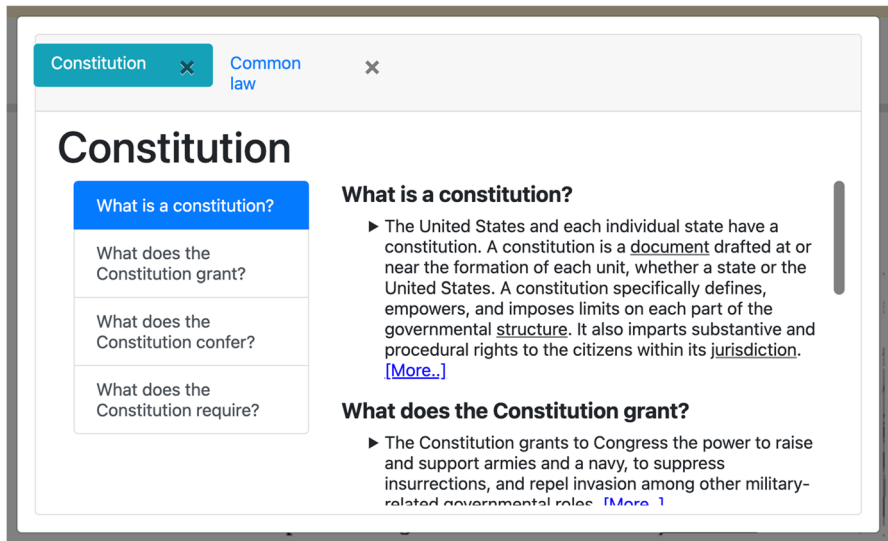 Constitution
Common
law
Constitution
What is a constitution?
What does the
Constitution grant?
What does the
Constitution confer?
What does the
Constitution require?
What is a constitution?
The United States and each individual state have a
constitution. A constitution is a document drafted at or
near the formation of each unit, whether a state or the
United States. A constitution specifically defines,
empowers, and imposes limits on each part of the
governmental structure. It also imparts substantive and
procedural rights to the citizens within its jurisdiction.
[More..]
What does the Constitution grant?
The Constitution grants to Congress the power to raise
and support armies and a navy, to suppress
insurrections, and repel invasion among other military-
related governmental roles. [More..]